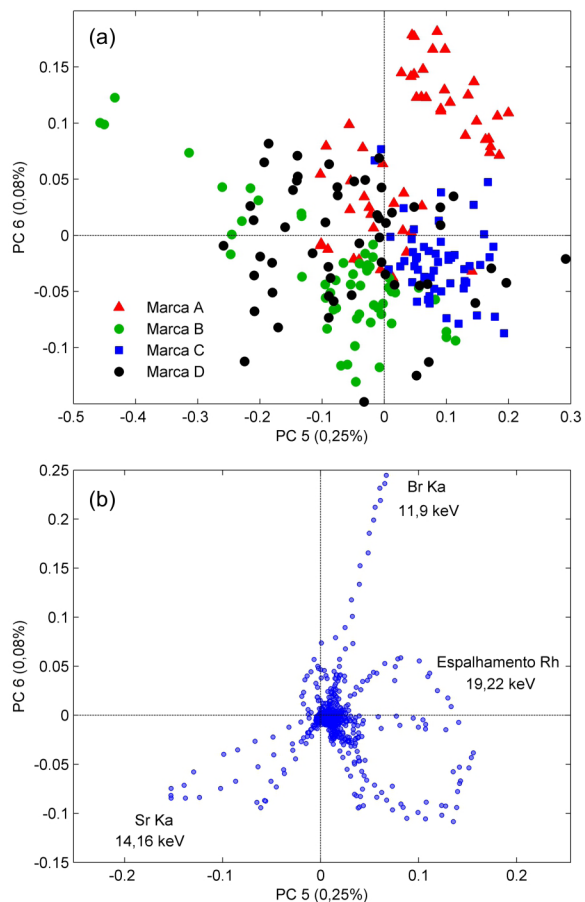 (a)
0.15
0.1
0.05
0
-0.05
-0.1
PC 6 (0,08%)
Marca A
Marca B
Marca C
Marca D
-0.5
-0.4
-0.3
-0.2
-0.1
0
0.1
0.2
0.3
PC 5 (0,25%)
(b)
0.25
0.2
0.15
0.1
0.05
0
-0.05
-0.1
-0.15
PC 6 (0,08%)
Br Ka
11,9 keV
Espalhamento Rh
19,22 keV
Sr Ka
14,16 keV
-0.2
-0.1
0
0.1
0.2
PC 5 (0,25%)